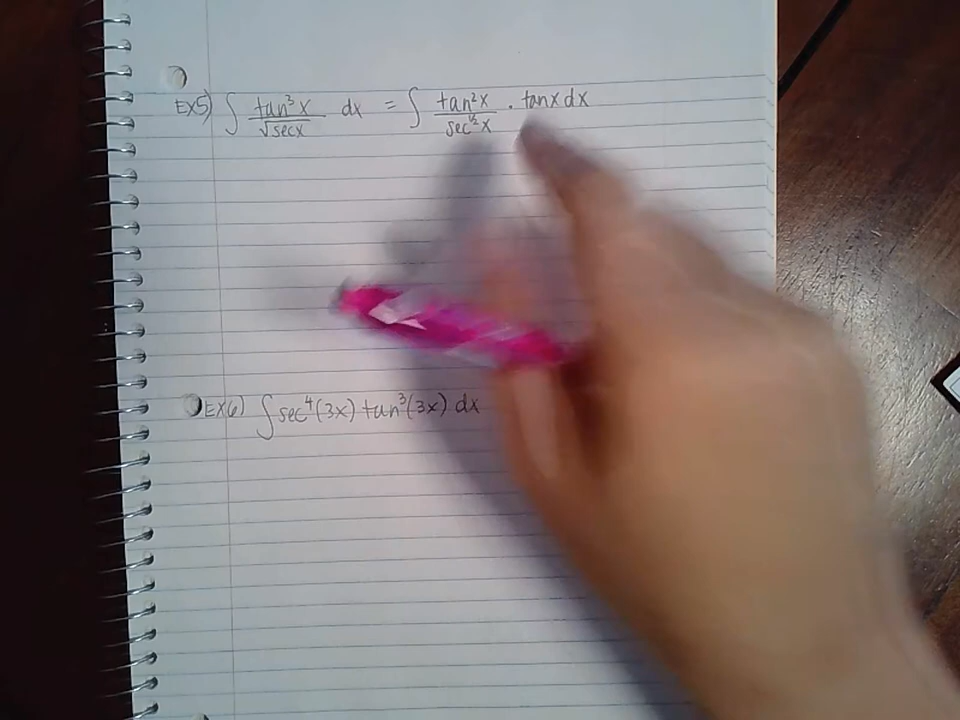 EX5) ∫ tan³x / √secx dx = ∫ tan²x / sec^½x · tanx dx
EX6) ∫ sec⁴(3x) tan³(3x) dx